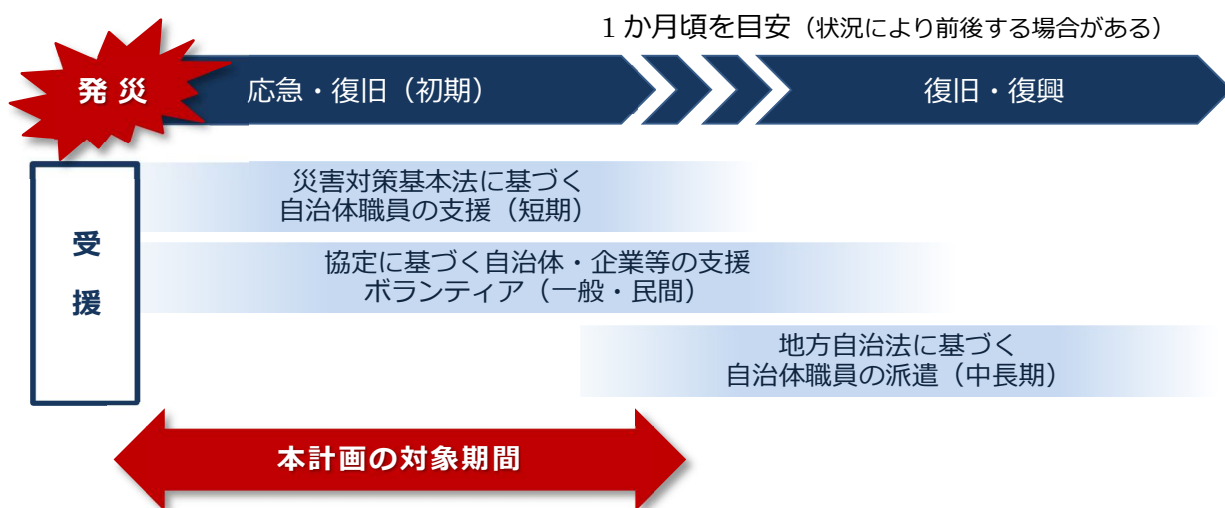 1か月頃を目安（状況により前後する場合がある）
発 災
応急・復旧（初期）
復旧・復興
受
援
災害対策基本法に基づく
自治体職員の支援（短期）
協定に基づく自治体・企業等の支援
ボランティア（一般・民間）
地方自治法に基づく
自治体職員の派遣（中長期）
本計画の対象期間